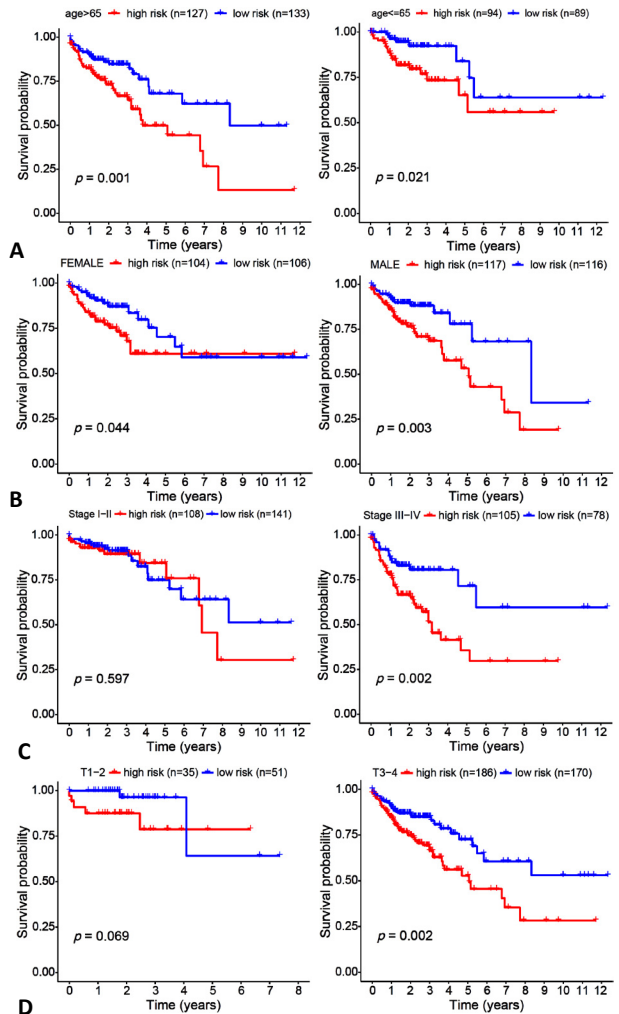 age>65 high risk (n=127) low risk (n=133)
Survival probability
1.00
0.75
0.50
0.25
0.00
p = 0.001
0 1 2 3 4 5 6 7 8 9 10 11 12
Time (years)
age<=65 high risk (n=94) low risk (n=89)
Survival probability
1.00
0.75
0.50
0.25
0.00
p = 0.021
0 1 2 3 4 5 6 7 8 9 10 11 12
Time (years)
A
FEMALE high risk (n=104) low risk (n=106)
Survival probability
1.00
0.75
0.50
0.25
0.00
p = 0.044
0 1 2 3 4 5 6 7 8 9 10 11 12
Time (years)
MALE high risk (n=117) low risk (n=116)
Survival probability
1.00
0.75
0.50
0.25
0.00
p = 0.003
0 1 2 3 4 5 6 7 8 9 10 11 12
Time (years)
B
Stage I−II high risk (n=108) low risk (n=141)
Survival probability
1.00
0.75
0.50
0.25
0.00
p = 0.597
0 1 2 3 4 5 6 7 8 9 10 11 12
Time (years)
Stage III−IV high risk (n=105) low risk (n=78)
Survival probability
1.00
0.75
0.50
0.25
0.00
p = 0.002
0 1 2 3 4 5 6 7 8 9 10 11 12
Time (years)
C
T1−2 high risk (n=35) low risk (n=51)
Survival probability
1.00
0.75
0.50
0.25
0.00
p = 0.069
0 1 2 3 4 5 6 7 8
Time (years)
T3−4 high risk (n=186) low risk (n=170)
Survival probability
1.00
0.75
0.50
0.25
0.00
p = 0.002
0 1 2 3 4 5 6 7 8 9 10 11 12
Time (years)
D